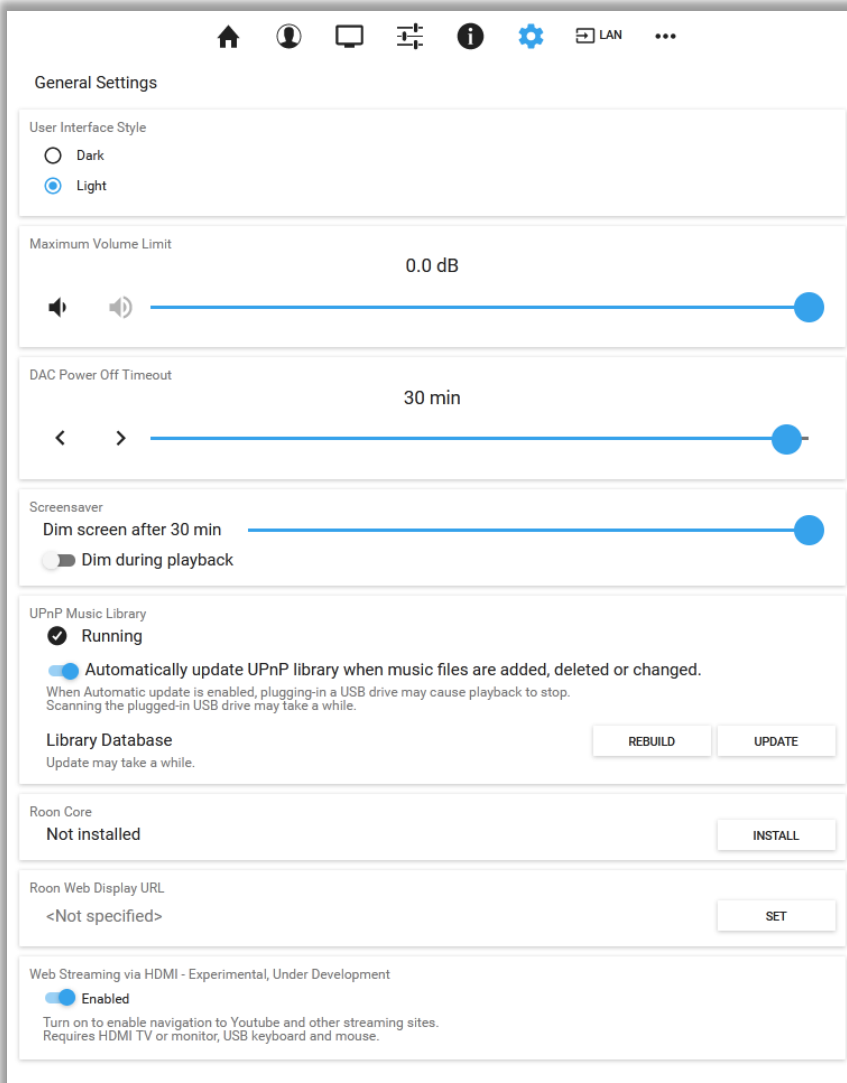 LAN
General Settings
User Interface Style
Dark
Light
Maximum Volume Limit
0.0 dB
DAC Power Off Timeout
30 min
Screensaver
Dim screen after 30 min
Dim during playback
UPnP Music Library
Running
Automatically update UPnP library when music files are added, deleted or changed.
When Automatic update is enabled, plugging-in a USB drive may cause playback to stop.
Scanning the plugged-in USB drive may take a while.
Library Database
REBUILD
UPDATE
Update may take a while.
Roon Core
Not installed
INSTALL
Roon Web Display URL
<Not specified>
SET
Web Streaming via HDMI - Experimental, Under Development
Enabled
Turn on to enable navigation to Youtube and other streaming sites.
Requires HDMI TV or monitor, USB keyboard and mouse.